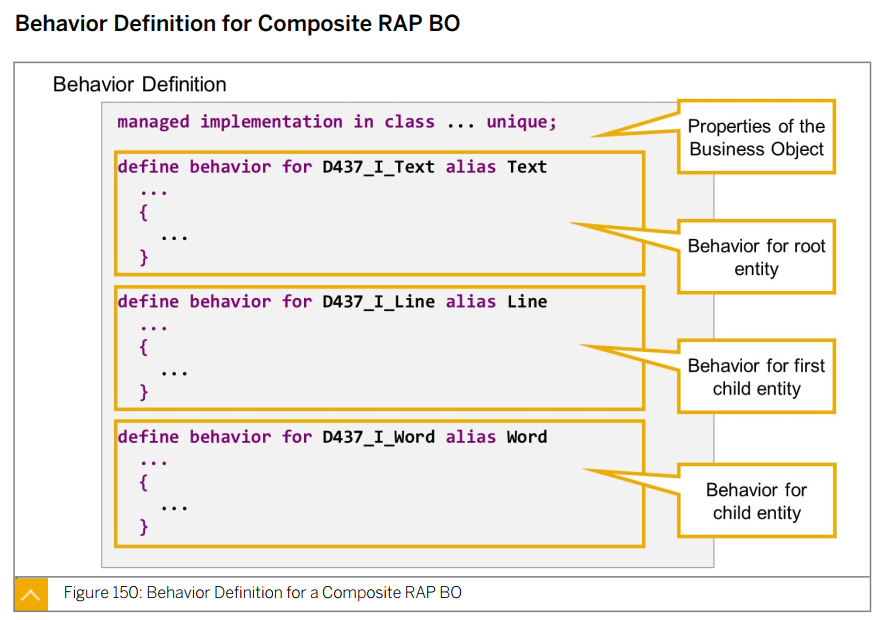 Behavior Definition for Composite RAP BO
Behavior Definition
managed implementation in class ... unique;
Properties of the
Business Object
define behavior for D437_I_Text alias Text
...
{
...
}
Behavior for root
entity
define behavior for D437_I_Line alias Line
...
{
...
}
Behavior for first
child entity
define behavior for D437_I_Word alias Word
...
{
...
}
Behavior for
child entity
Figure 150: Behavior Definition for a Composite RAP BO